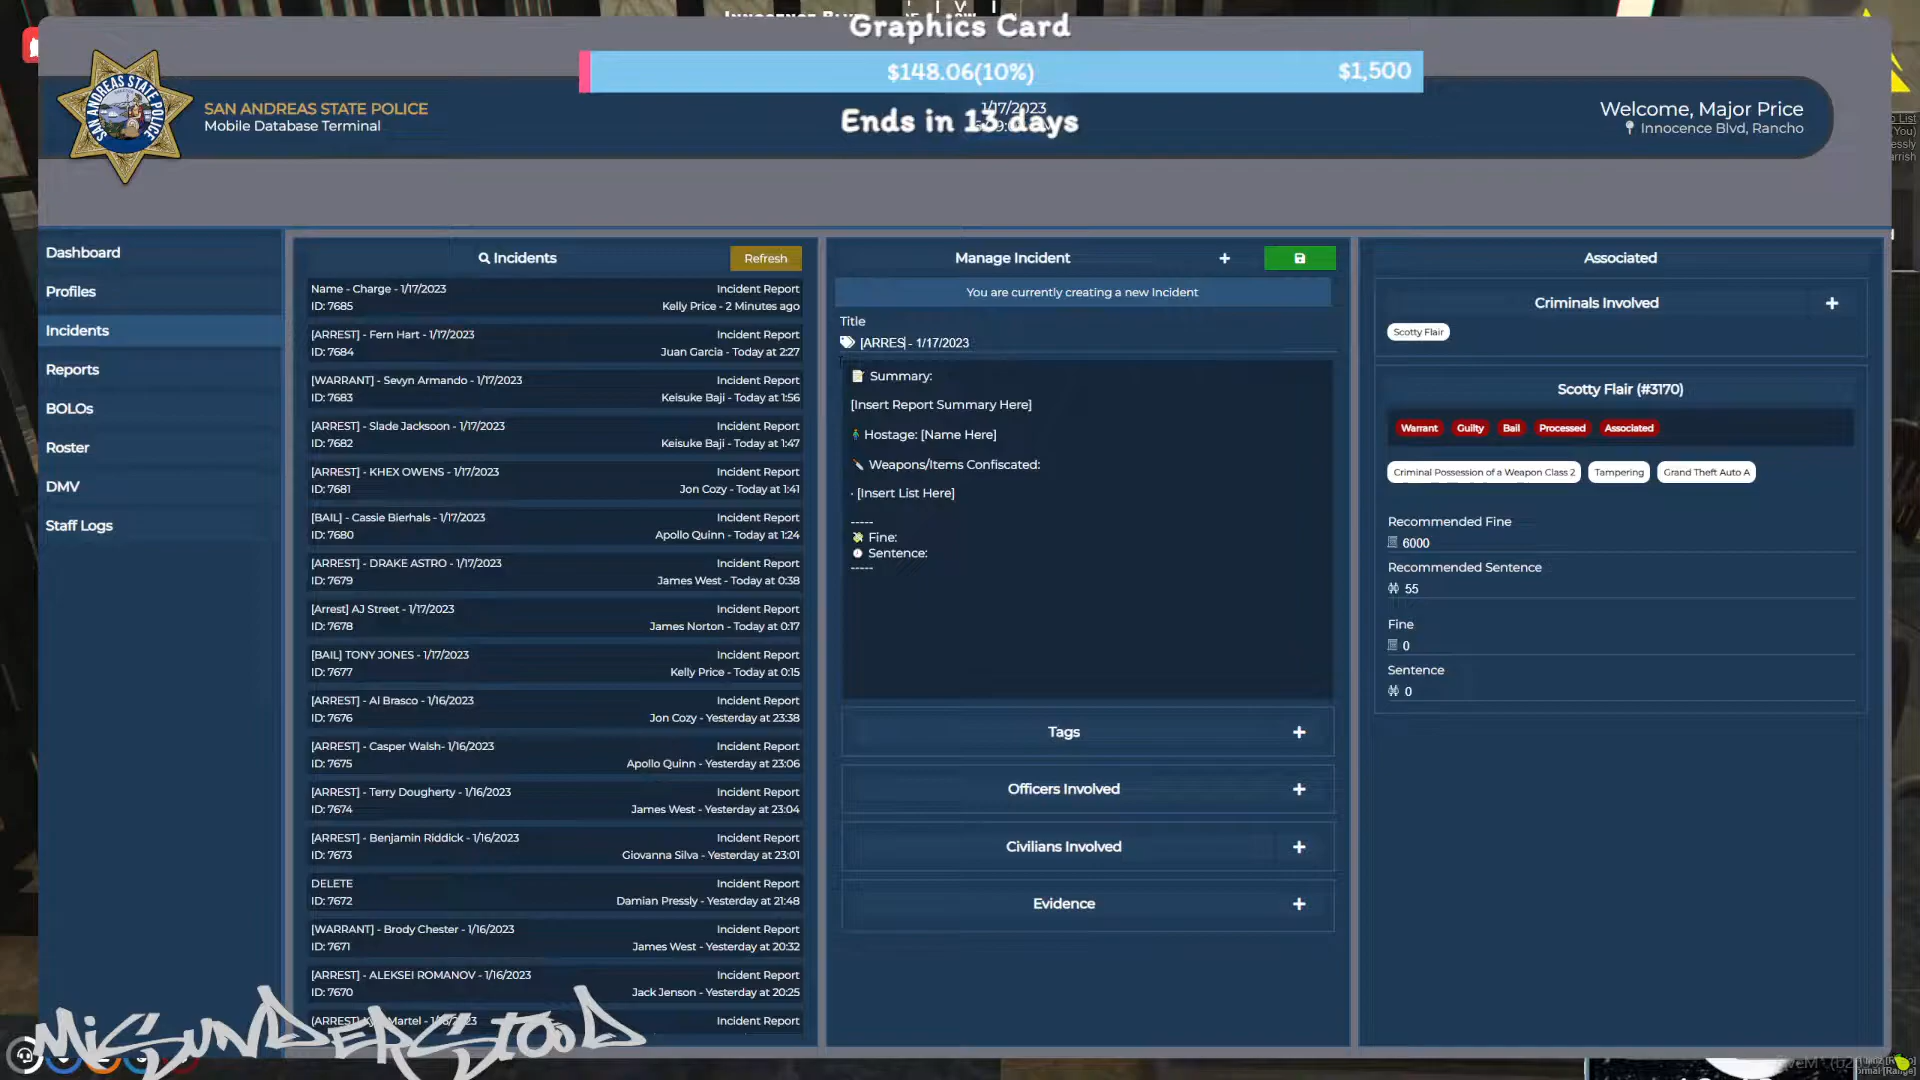 Graphics Card
$148.06(10%)
$1,500
Ends in 13 days
SAN ANDREAS STATE POLICE
Mobile Database Terminal
1/17/2023
Welcome, Major Price
Innocence Blvd, Rancho
Dashboard
Profiles
Incidents
Reports
BOLOs
Roster
DMV
Staff Logs
Incidents
Refresh
Name - Charge - 1/17/2023 Incident Report
ID: 7685 Kelly Price - 2 Minutes ago
[ARREST] - Fern Hart - 1/17/2023 Incident Report
ID: 7684 Juan Garcia - Today at 2:27
[WARRANT] - Sevyn Armando - 1/17/2023 Incident Report
ID: 7683 Keisuke Baji - Today at 1:56
[ARREST] - Slade Jacksoon - 1/17/2023 Incident Report
ID: 7682 Keisuke Baji - Today at 1:47
[ARREST] - KHEX OWENS - 1/17/2023 Incident Report
ID: 7681 Jon Cozy - Today at 1:41
[BAIL] - Cassie Bierhals - 1/17/2023 Incident Report
ID: 7680 Apollo Quinn - Today at 1:24
[ARREST] - DRAKE ASTRO - 1/17/2023 Incident Report
ID: 7679 James West - Today at 0:38
[Arrest] AJ Street - 1/17/2023 Incident Report
ID: 7678 James Norton - Today at 0:17
[BAIL] TONY JONES - 1/17/2023 Incident Report
ID: 7677 Kelly Price - Today at 0:15
[ARREST] - Al Brasco - 1/16/2023 Incident Report
ID: 7676 Jon Cozy - Yesterday at 23:38
[ARREST] - Casper Walsh- 1/16/2023 Incident Report
ID: 7675 Apollo Quinn - Yesterday at 23:06
[ARREST] - Terry Dougherty - 1/16/2023 Incident Report
ID: 7674 James West - Yesterday at 23:04
[ARREST] - Benjamin Riddick - 1/16/2023 Incident Report
ID: 7673 Giovanna Silva - Yesterday at 23:01
DELETE Incident Report
ID: 7672 Damian Pressly - Yesterday at 21:48
[WARRANT] - Brody Chester - 1/16/2023 Incident Report
ID: 7671 James West - Yesterday at 20:32
[ARREST] - ALEKSEI ROMANOV - 1/16/2023 Incident Report
ID: 7670 Jack Jenson - Yesterday at 20:25
Martel Incident Report
MiSUNDERSTOOD
Manage Incident
You are currently creating a new Incident
Title
[ARRES - 1/17/2023
Summary:
[Insert Report Summary Here]
Hostage: [Name Here]
Weapons/Items Confiscated:
· [Insert List Here]
-----
Fine:
Sentence:
-----
Tags
Officers Involved
Civilians Involved
Evidence
Associated
Criminals Involved
Scotty Flair
Scotty Flair (#3170)
Warrant Guilty Bail Processed Associated
Criminal Possession of a Weapon Class 2 Tampering Grand Theft Auto A
Recommended Fine
6000
Recommended Sentence
55
Fine
0
Sentence
0